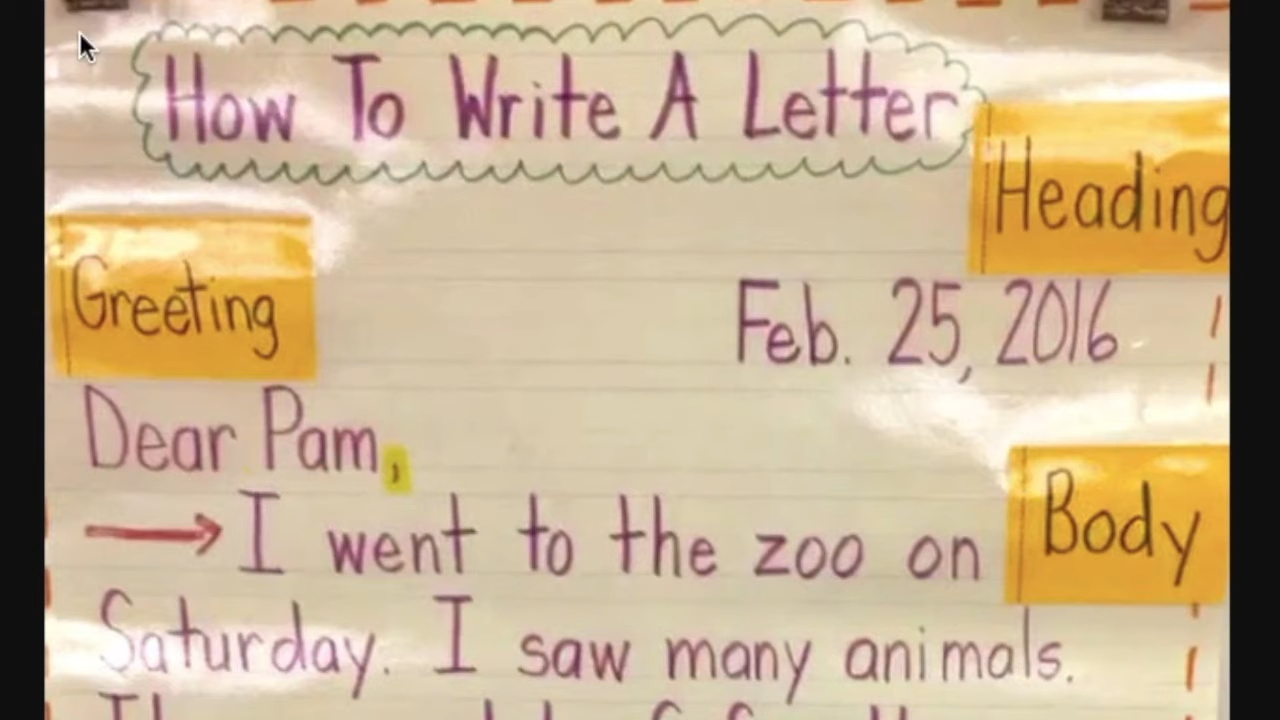 How To Write A Letter
Heading
Greeting
Feb. 25, 2016
Dear Pam,
Body
I went to the zoo on
Saturday. I saw many animals.